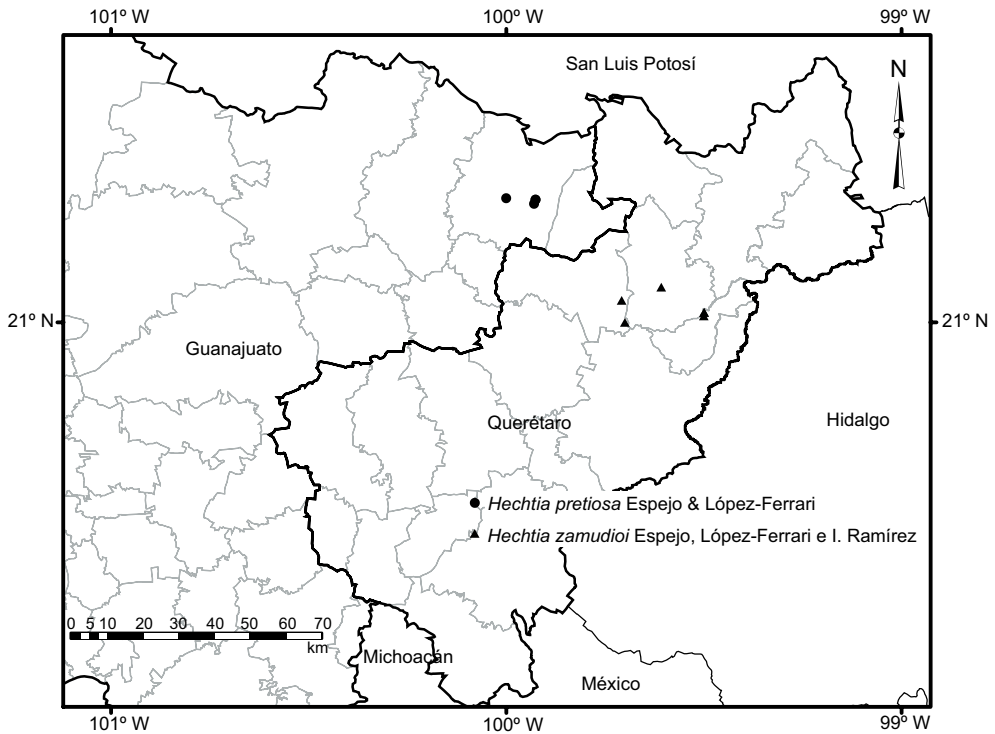 101º W 100º W 99º W
San Luis Potosí
N
21º N 21º N
Guanajuato
Querétaro
Hidalgo
Hechtia pretiosa Espejo & López-Ferrari
Hechtia zamudioi Espejo, López-Ferrari e I. Ramírez
0 5 10 20 30 40 50 60 70
km
Michoacán
México
101º W 100º W 99º W